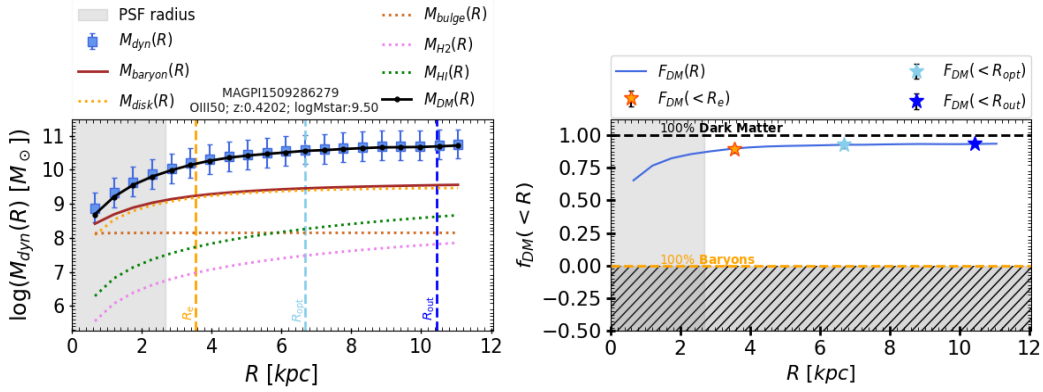 PSF radius
M_dyn(R)
M_baryon(R)
M_disk(R)
M_bulge(R)
M_H2(R)
M_HI(R)
M_DM(R)
MAGPI1509286279
OIII50; z:0.4202; logMstar:9.50
log(M_dyn(R) [M_⊙])
11
10
9
8
7
6
R_e
R_opt
R_out
0 2 4 6 8 10 12
R [kpc]
F_DM(R)
F_DM(<R_e)
F_DM(<R_opt)
F_DM(<R_out)
100% Dark Matter
100% Baryons
f_DM(< R)
1.00
0.75
0.50
0.25
0.00
−0.25
−0.50
0 2 4 6 8 10 12
R [kpc]